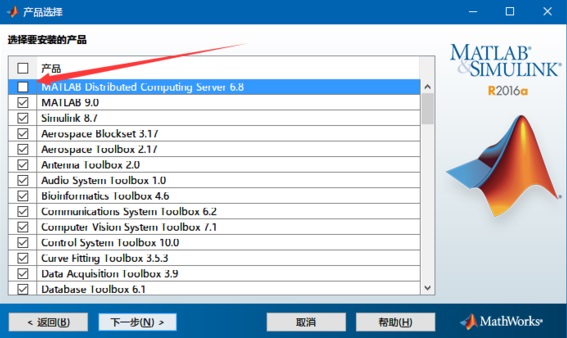 产品选择
选择要安装的产品
产品
MATLAB Distributed Computing Server 6.8
MATLAB 9.0
Simulink 8.7
Aerospace Blockset 3.17
Aerospace Toolbox 2.17
Antenna Toolbox 2.0
Audio System Toolbox 1.0
Bioinformatics Toolbox 4.6
Communications System Toolbox 6.2
Computer Vision System Toolbox 7.1
Control System Toolbox 10.0
Curve Fitting Toolbox 3.5.3
Data Acquisition Toolbox 3.9
Database Toolbox 6.1
MATLAB®
&SIMULINK®
R2016a
< 返回(B)
下一步(N) >
取消
帮助(H)
MathWorks®